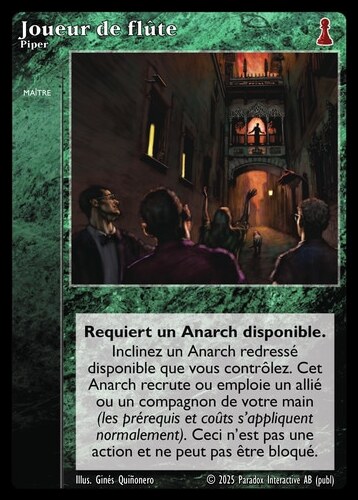 Joueur de flûte
Piper
MAÎTRE
Requiert un Anarch disponible.
Inclinez un Anarch redressé
disponible que vous contrôlez. Cet
Anarch recrute ou emploie un allié
ou un compagnon de votre main
(les prérequis et coûts s'appliquent
normalement). Ceci n'est pas une
action et ne peut pas être bloqué.
Illus. Ginés Quiñonero
© 2025 Paradox Interactive AB (publ)